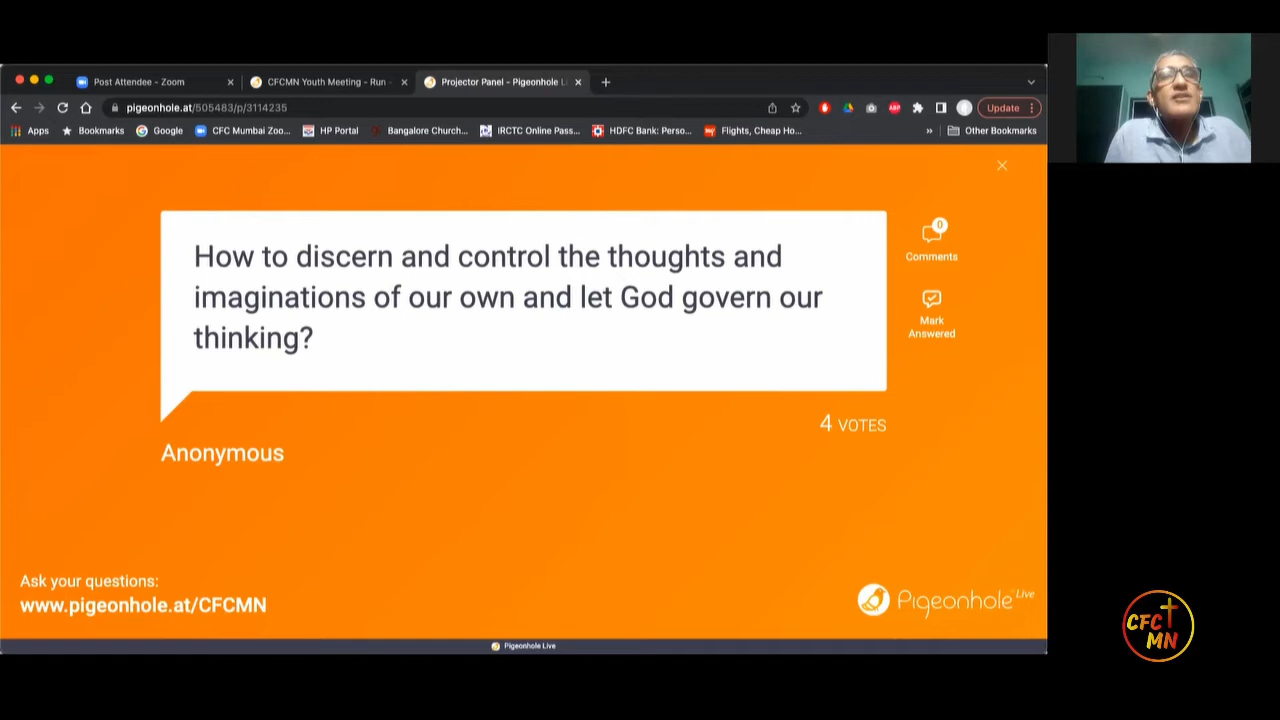 Post Attendee - Zoom
CFCMN Youth Meeting - Run
Projector Panel - Pigeonhole Li
pigeonhole.at/505483/p/3114235
ABP
Update
Apps
Bookmarks
Google
CFC Mumbai Zoo...
HP Portal
Bangalore Church...
IRCTC Online Pass...
HDFC Bank: Perso...
Flights, Cheap Ho...
»
Other Bookmarks
How to discern and control the thoughts and
imaginations of our own and let God govern our
thinking?
0
Comments
Mark
Answered
4 VOTES
Anonymous
Ask your questions:
www.pigeonhole.at/CFCMN
Pigeonhole Live
Pigeonhole Live
CFC
MN